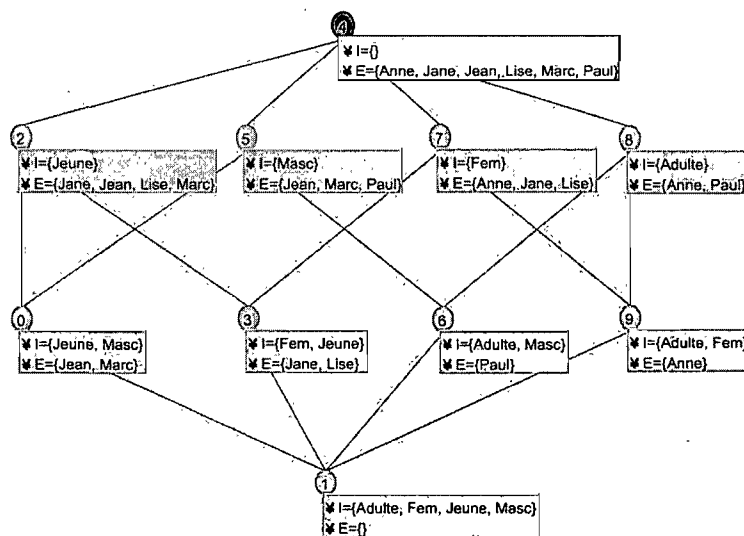 4
¥ I={}
¥ E={Anne, Jane, Jean, Lise, Marc, Paul}
2
¥ I={Jeune}
¥ E={Jane, Jean, Lise, Marc}
5
¥ I={Masc}
¥ E={Jean, Marc, Paul}
7
¥ I={Fem}
¥ E={Anne, Jane, Lise}
8
¥ I={Adulte}
¥ E={Anne, Paul}
0
¥ I={Jeune, Masc}
¥ E={Jean, Marc}
3
¥ I={Fem, Jeune}
¥ E={Jane, Lise}
6
¥ I={Adulte, Masc}
¥ E={Paul}
9
¥ I={Adulte, Fem}
¥ E={Anne}
1
¥ I={Adulte, Fem, Jeune, Masc}
¥ E={}